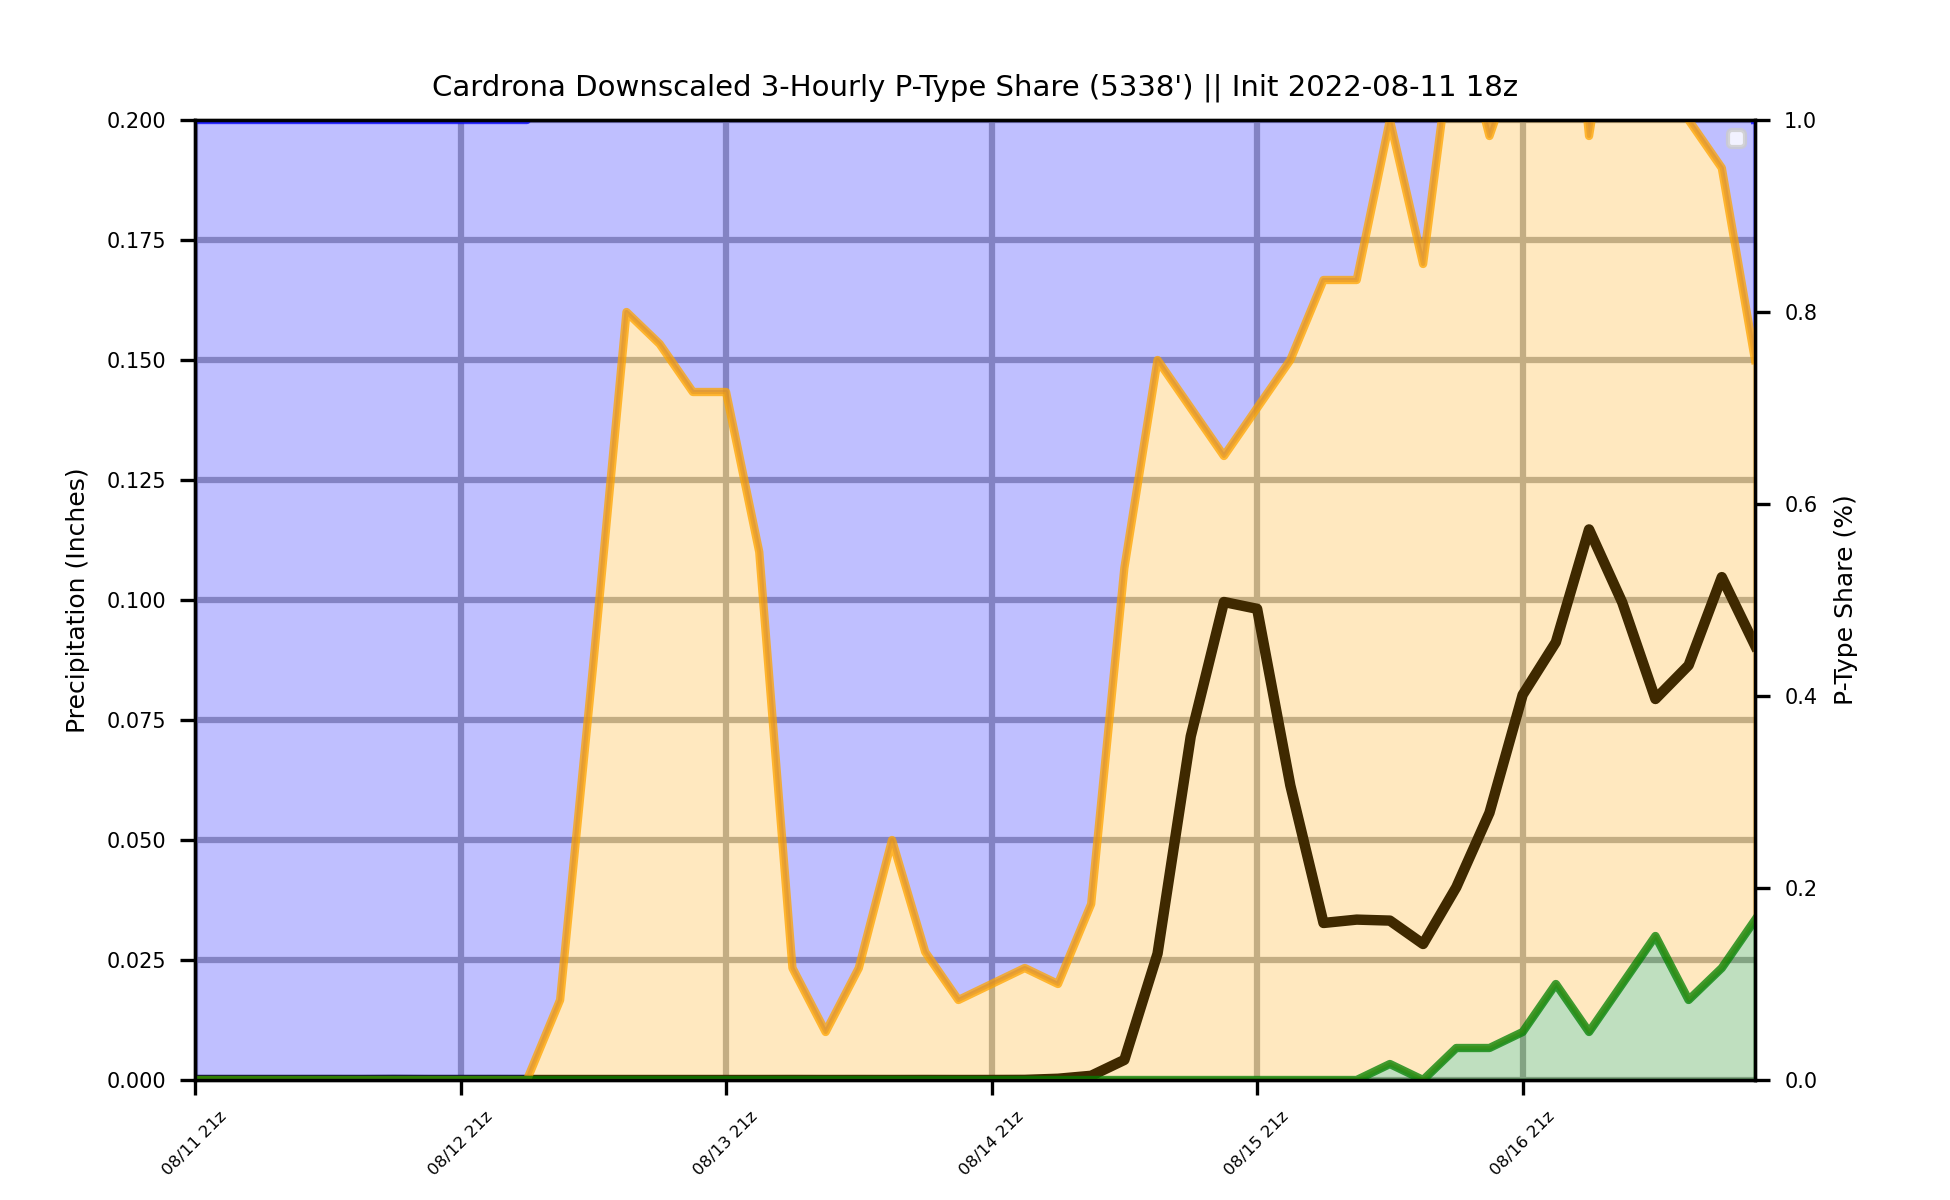 Cardrona Downscaled 3-Hourly P-Type Share (5338') || Init 2022-08-11 18z
0.200
0.175
0.150
0.125
0.100
0.075
0.050
0.025
0.000
Precipitation (Inches)
1.0
0.8
0.6
0.4
0.2
0.0
P-Type Share (%)
08/11 21z
08/12 21z
08/13 21z
08/14 21z
08/15 21z
08/16 21z